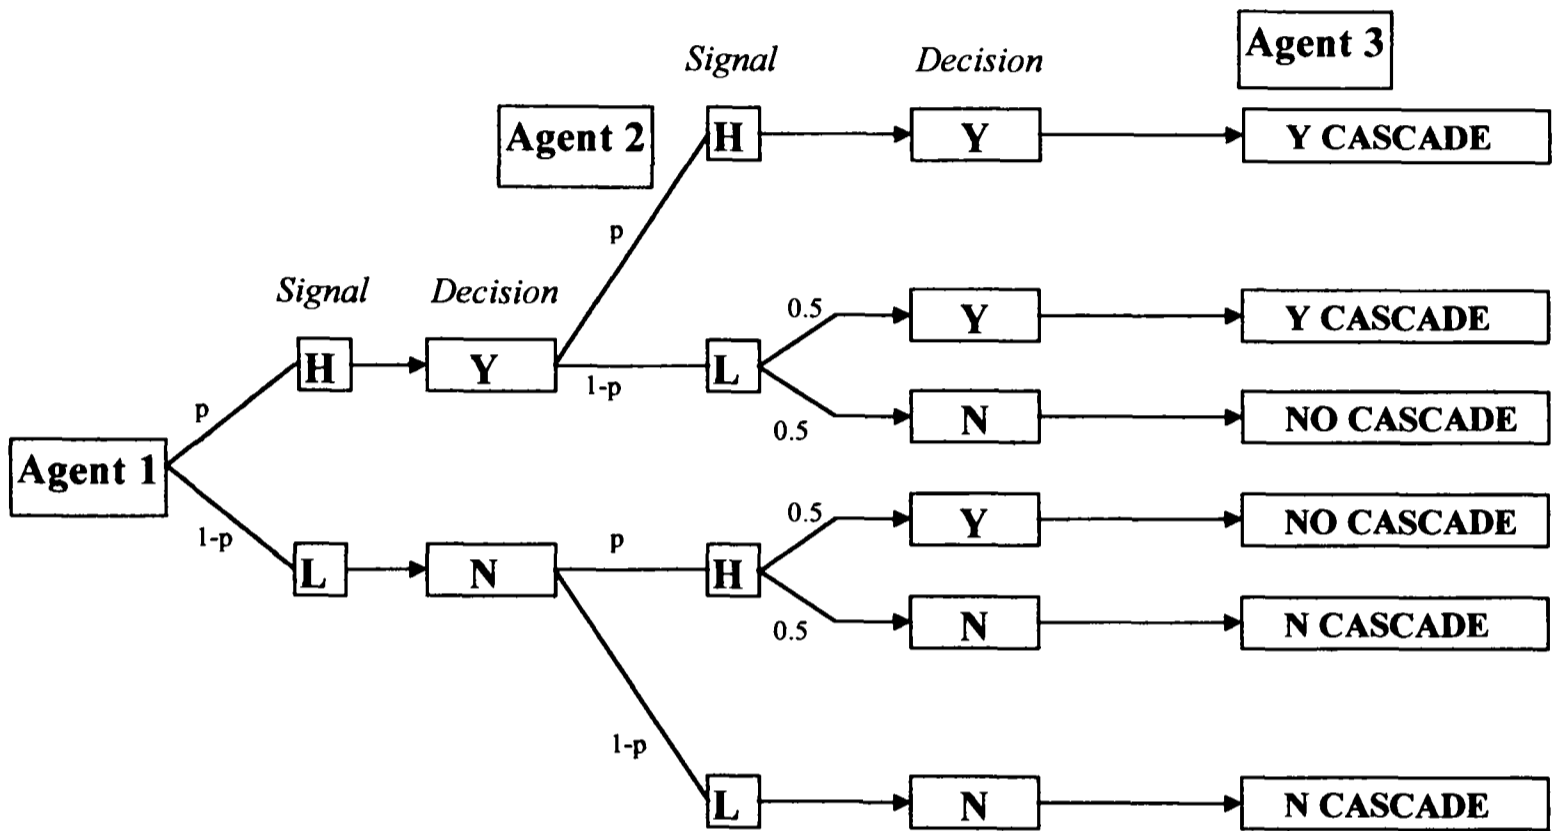 Agent 3
Signal Decision
Agent 2
H Y Y CASCADE
p
Signal Decision
0.5 Y Y CASCADE
H Y
1-p L
p
0.5 N NO CASCADE
Agent 1
0.5 Y NO CASCADE
1-p
p
L N
H
0.5 N N CASCADE
1-p
L N N CASCADE